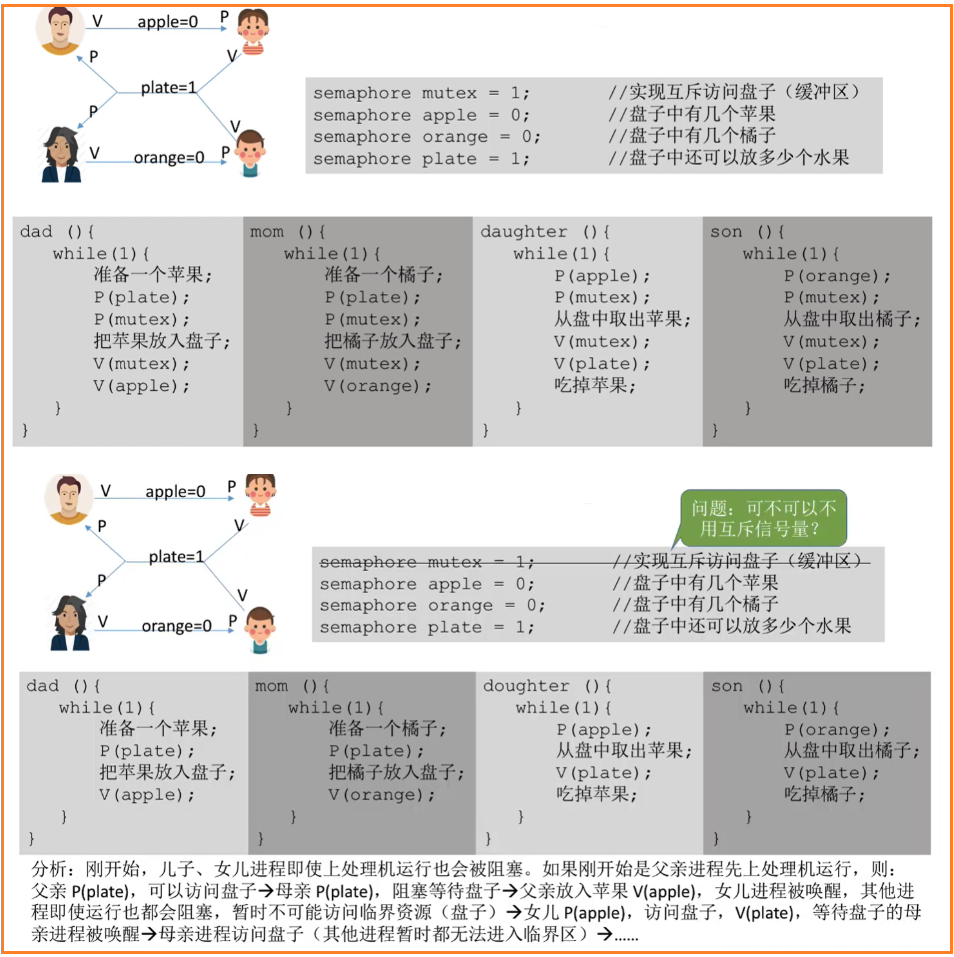 V apple=0 P
P V
plate=1
P V
V orange=0 P
semaphore mutex = 1; //实现互斥访问盘子（缓冲区）
semaphore apple = 0; //盘子中有几个苹果
semaphore orange = 0; //盘子中有几个橘子
semaphore plate = 1; //盘子中还可以放多少个水果
dad (){
while(1){
准备一个苹果;
P(plate);
P(mutex);
把苹果放入盘子;
V(mutex);
V(apple);
}
}
mom (){
while(1){
准备一个橘子;
P(plate);
P(mutex);
把橘子放入盘子;
V(mutex);
V(orange);
}
}
daughter (){
while(1){
P(apple);
P(mutex);
从盘中取出苹果;
V(mutex);
V(plate);
吃掉苹果;
}
}
son (){
while(1){
P(orange);
P(mutex);
从盘中取出橘子;
V(mutex);
V(plate);
吃掉橘子;
}
}
V apple=0 P
P V
plate=1
P V
V orange=0 P
问题：可不可以不
用互斥信号量？
semaphore mutex = 1; //实现互斥访问盘子（缓冲区）
semaphore apple = 0; //盘子中有几个苹果
semaphore orange = 0; //盘子中有几个橘子
semaphore plate = 1; //盘子中还可以放多少个水果
dad (){
while(1){
准备一个苹果;
P(plate);
把苹果放入盘子;
V(apple);
}
}
mom (){
while(1){
准备一个橘子;
P(plate);
把橘子放入盘子;
V(orange);
}
}
doughter (){
while(1){
P(apple);
从盘中取出苹果;
V(plate);
吃掉苹果;
}
}
son (){
while(1){
P(orange);
从盘中取出橘子;
V(plate);
吃掉橘子;
}
}
分析：刚开始，儿子、女儿进程即使上处理机运行也会被阻塞。如果刚开始是父亲进程先上处理机运行，则：
父亲 P(plate)，可以访问盘子→母亲 P(plate)，阻塞等待盘子→父亲放入苹果 V(apple)，女儿进程被唤醒，其他进
程即使运行也都会阻塞，暂时不可能访问临界资源（盘子）→女儿 P(apple)，访问盘子，V(plate)，等待盘子的母
亲进程被唤醒→母亲进程访问盘子（其他进程暂时都无法进入临界区）→......